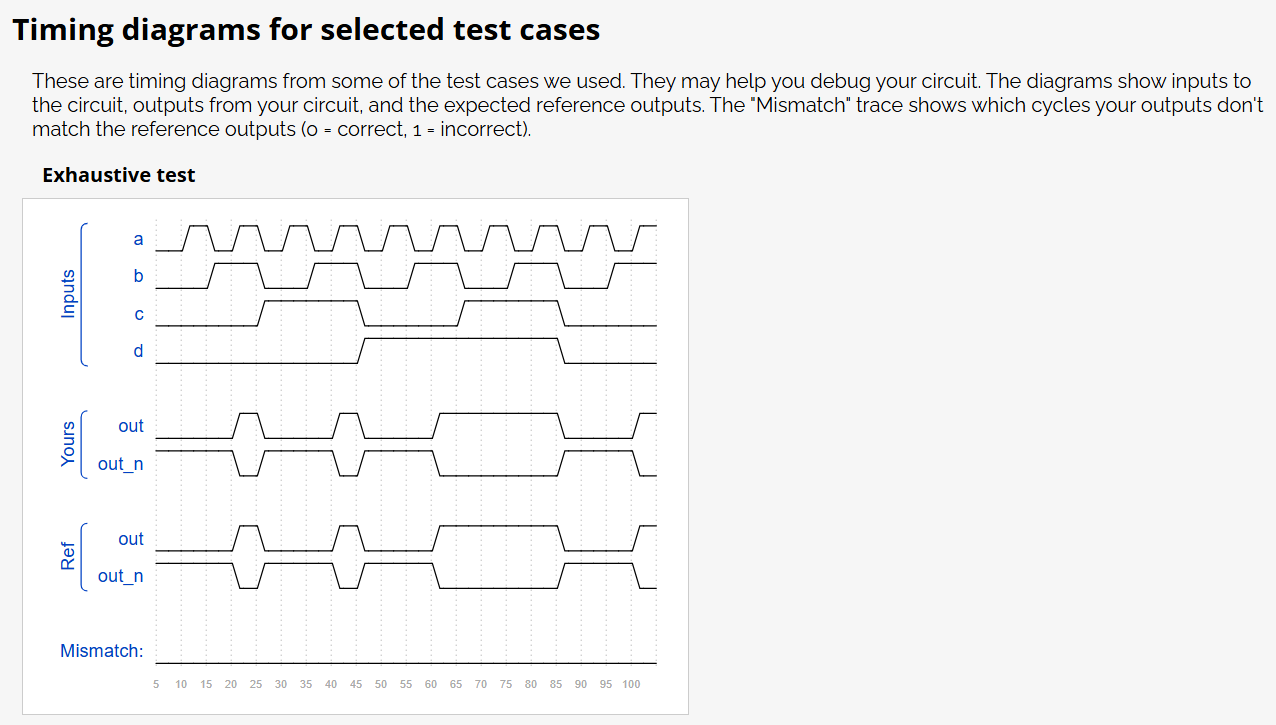 Timing diagrams for selected test cases
These are timing diagrams from some of the test cases we used. They may help you debug your circuit. The diagrams show inputs to
the circuit, outputs from your circuit, and the expected reference outputs. The "Mismatch" trace shows which cycles your outputs don't
match the reference outputs (0 = correct, 1 = incorrect).
Exhaustive test
Inputs
a
b
c
d
Yours
out
out_n
Ref
out
out_n
Mismatch:
5 10 15 20 25 30 35 40 45 50 55 60 65 70 75 80 85 90 95 100